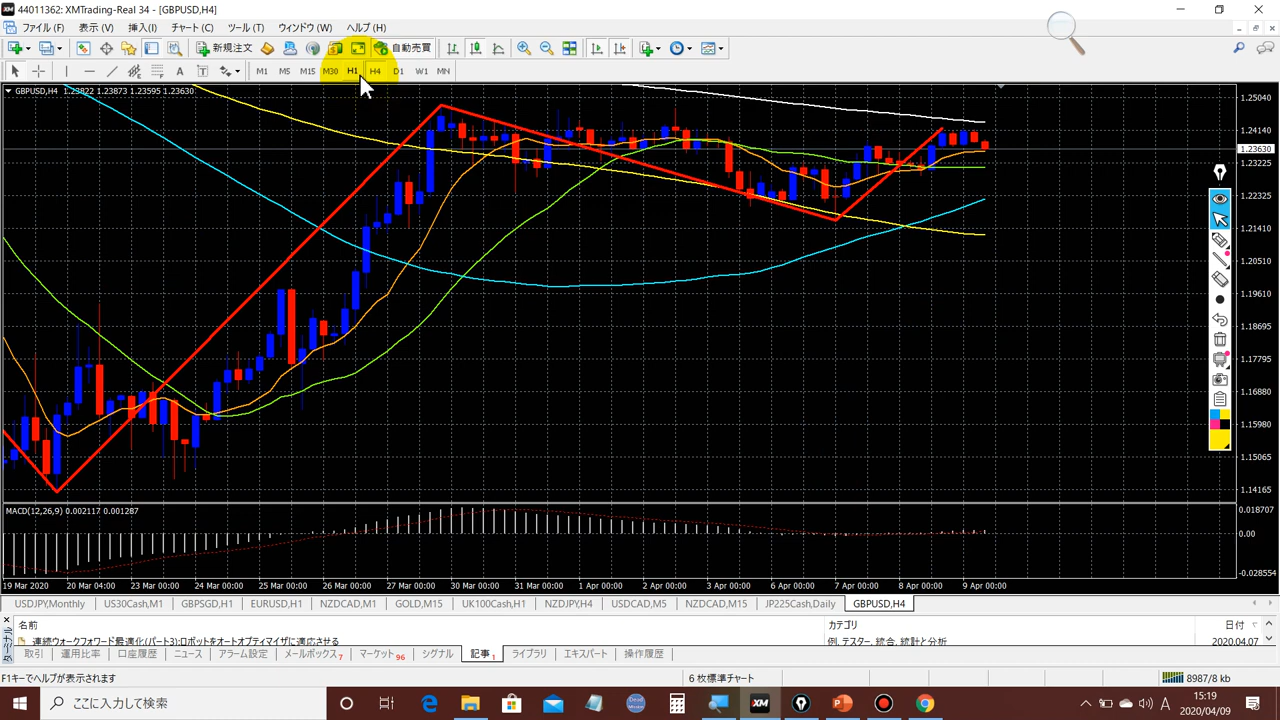 44011362: XMTrading-Real 34 - [GBPUSD,H4]
ファイル (F) 表示 (V) 挿入(I) チャート (C) ツール (T) ウィンドウ (W) ヘルプ (H)
新規注文 自動売買
A T M1 M5 M15 M30 H1 H4 D1 W1 MN
GBPUSD,H4 1.23822 1.23873 1.23595 1.23630
1.25040
1.24140
1.23630
1.23225
1.22325
1.21410
1.20510
1.19610
1.18695
1.17795
1.16880
1.15980
1.15065
1.14165
MACD(12,26,9) 0.002117 0.001287
0.018707
0.00
-0.028554
19 Mar 2020 20 Mar 04:00 23 Mar 00:00 24 Mar 00:00 25 Mar 00:00 26 Mar 00:00 27 Mar 00:00 30 Mar 00:00 31 Mar 00:00 1 Apr 00:00 2 Apr 00:00 3 Apr 00:00 6 Apr 00:00 7 Apr 00:00 8 Apr 00:00 9 Apr 00:00
USDJPY,Monthly US30Cash,M1 GBPSGD,H1 EURUSD,H1 NZDCAD,M1 GOLD,M15 UK100Cash,H1 NZDJPY,H4 USDCAD,M5 NZDCAD,M15 JP225Cash,Daily GBPUSD,H4
名前 カテゴリ 日付
連続ウォークフォワード最適化(パート3):ロボットをオートオプティマイザに適応させる 例, テスター, 統合, 統計と分析 2020.04.07
取引 運用比率 口座履歴 ニュース アラーム設定 メールボックス7 マーケット96 シグナル 記事1 ライブラリ エキスパート 操作履歴
F1キーでヘルプが表示されます 6 枚標準チャート 8987/8 kb
ここに入力して検索 XM A 15:19
2020/04/09